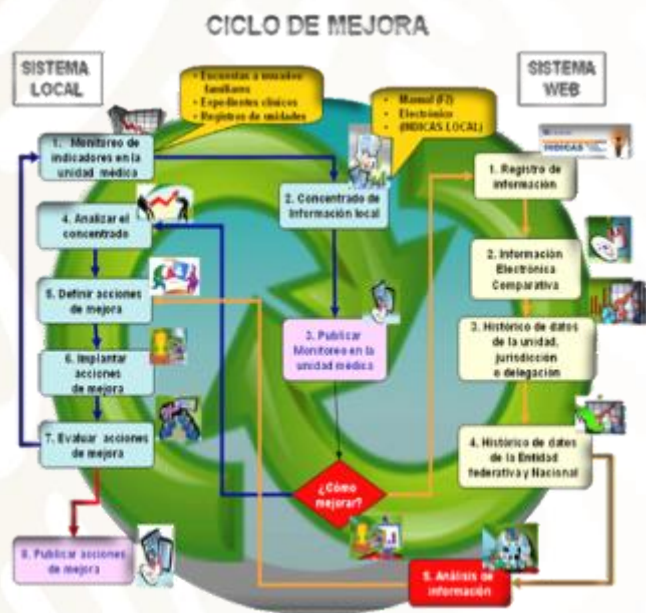 CICLO DE MEJORA
SISTEMA
LOCAL
• Encuestas a usuarios
familiares
• Expedientes clínicos
• Registros de unidades
• Manual (F2)
• Electrónico
• (INDICAS LOCAL)
SISTEMA
WEB
INDICAS
1. Monitoreo de
indicadores en la
unidad médica
2. Concentrado de
Información local
3. Publicar
Monitoreo en la
unidad médica
¿Cómo
mejorar?
4. Analizar el
concentrado
5. Definir acciones
de mejora
6. Implantar
acciones
de mejora
7. Evaluar acciones
de mejora
8. Publicar acciones
de mejora
1. Registro de
información
2. Información
Electrónica
Comparativa
3. Histórico de datos
de la unidad,
jurisdicción
o delegación
4. Histórico de datos
de la Entidad
federativa y Nacional
5. Análisis de
información